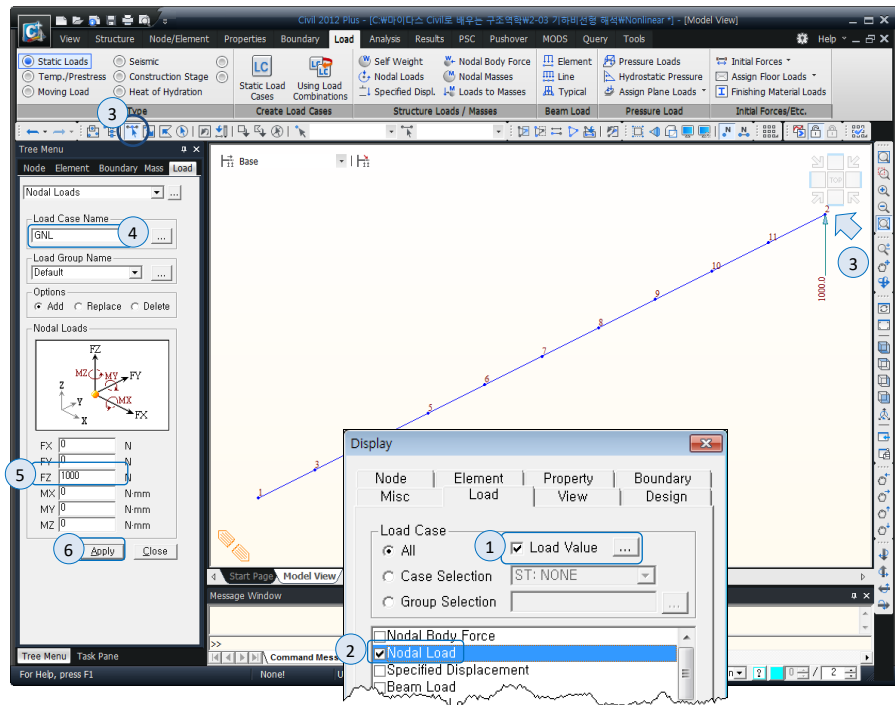 Civil 2012 Plus - [C:₩마이다스 Civil로 배우는 구조역학₩2-03 기하비선형 해석₩Nonlinear *] - [Model View]
View Structure Node/Element Properties Boundary Load Analysis Results PSC Pushover MODS Query Tools Help
Static Loads Seismic
Temp./Prestress Construction Stage
Moving Load Heat of Hydration
Type
LC
Static Load Cases
LC
Using Load Combinations
Create Load Cases
Self Weight Nodal Body Force
Nodal Loads Nodal Masses
Specified Displ. Loads to Masses
Structure Loads / Masses
Element
Line
Typical
Beam Load
Pressure Loads
Hydrostatic Pressure
Assign Plane Loads
Pressure Load
Initial Forces
Assign Floor Loads
Finishing Material Loads
Initial Forces/Etc.
3
Tree Menu
Node Element Boundary Mass Load
Nodal Loads ...
Load Case Name
GNL ...
4
Load Group Name
Default ...
Options
Add Replace Delete
Nodal Loads
FZ
MZ MY FY
MX
FX
Z
Y
X
FX 0 N
FY 0 N
5
FZ 1000 N
MX 0 N·mm
MY 0 N·mm
MZ 0 N·mm
6
Apply Close
Tree Menu Task Pane
For Help, press F1
Base
TOP
2
3
11
10
9
8
7
6
5
3
1
1000.0
Start Page Model View
Message Window
>>
Command Mess
None!
U
n
0 / 2
Display
Node Element Property Boundary
Misc Load View Design
Load Case
All
1
Load Value ...
Case Selection ST: NONE
Group Selection ...
Nodal Body Force
2
Nodal Load
Specified Displacement
Beam Load